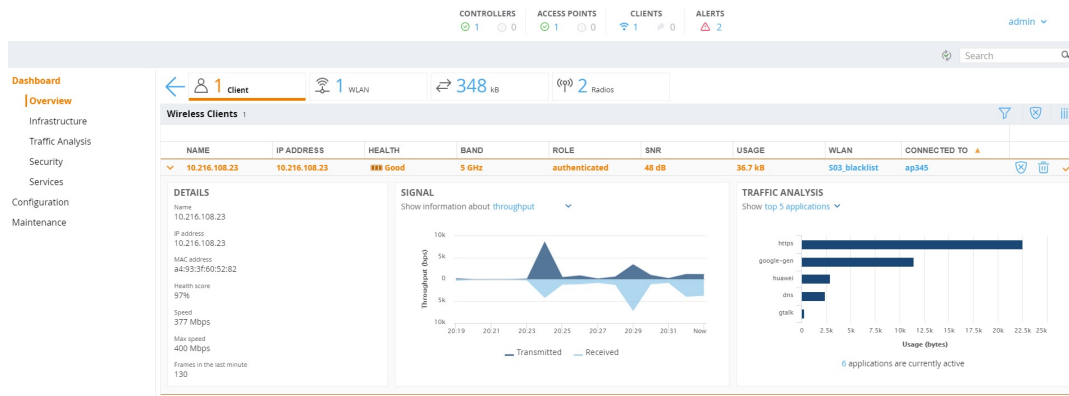 CONTROLLERS ACCESS POINTS CLIENTS ALERTS
1 0 1 0 1 0 2
admin
Search
Dashboard
Overview
Infrastructure
Traffic Analysis
Security
Services
Configuration
Maintenance
1 Client 1 WLAN 348 kB 2 Radios
Wireless Clients 1
NAME IP ADDRESS HEALTH BAND ROLE SNR USAGE WLAN CONNECTED TO
10.216.108.23 10.216.108.23 Good 5 GHz authenticated 48 dB 36.7 kB S03_blacklist ap345
DETAILS
Name
10.216.108.23
IP address
10.216.108.23
MAC address
a4:93:3f:60:52:82
Health score
97%
Speed
377 Mbps
Max speed
400 Mbps
Frames in the last minute
130
SIGNAL
Show information about throughput
Throughput (bps)
10k
5k
0
5k
10k
20:19 20:21 20:23 20:25 20:27 20:29 20:31 Now
Transmitted Received
TRAFFIC ANALYSIS
Show top 5 applications
https
google-gen
huawei
dns
gtalk
0 2.5k 5k 7.5k 10k 12.5k 15k 17.5k 20k 22.5k 25k
Usage (bytes)
6 applications are currently active